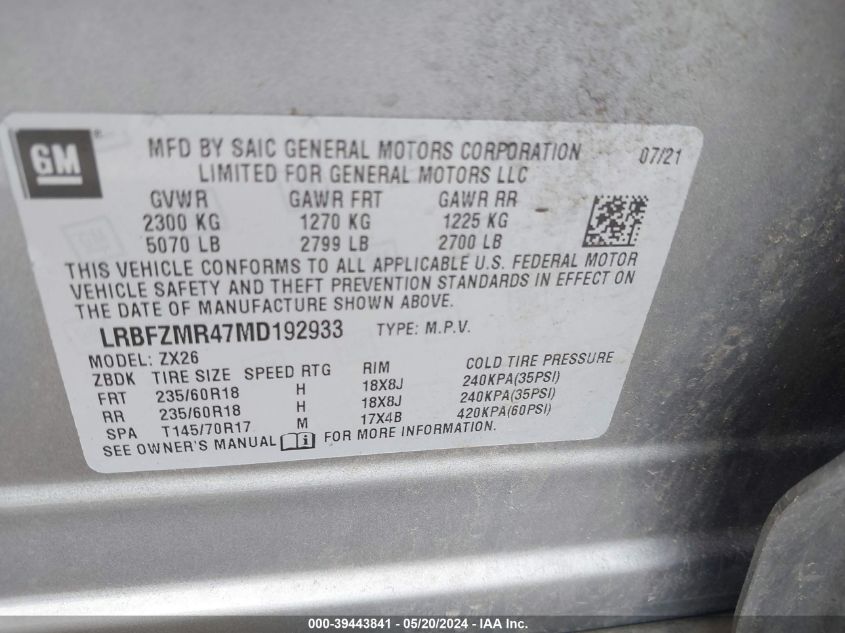 GM ® MFD BY SAIC GENERAL MOTORS CORPORATION 07/21
LIMITED FOR GENERAL MOTORS LLC
GVWR GAWR FRT GAWR RR
2300 KG 1270 KG 1225 KG
5070 LB 2799 LB 2700 LB
THIS VEHICLE CONFORMS TO ALL APPLICABLE U.S. FEDERAL MOTOR
VEHICLE SAFETY AND THEFT PREVENTION STANDARDS IN EFFECT ON
THE DATE OF MANUFACTURE SHOWN ABOVE.
LRBFZMR47MD192933 TYPE: M.P.V.
MODEL: ZX26
ZBDK TIRE SIZE SPEED RTG RIM COLD TIRE PRESSURE
FRT 235/60R18 H 18X8J 240KPA(35PSI)
RR 235/60R18 H 18X8J 240KPA(35PSI)
SPA T145/70R17 M 17X4B 420KPA(60PSI)
SEE OWNER'S MANUAL FOR MORE INFORMATION.
000-39443841 / 05/20/2024 - IAA Inc.